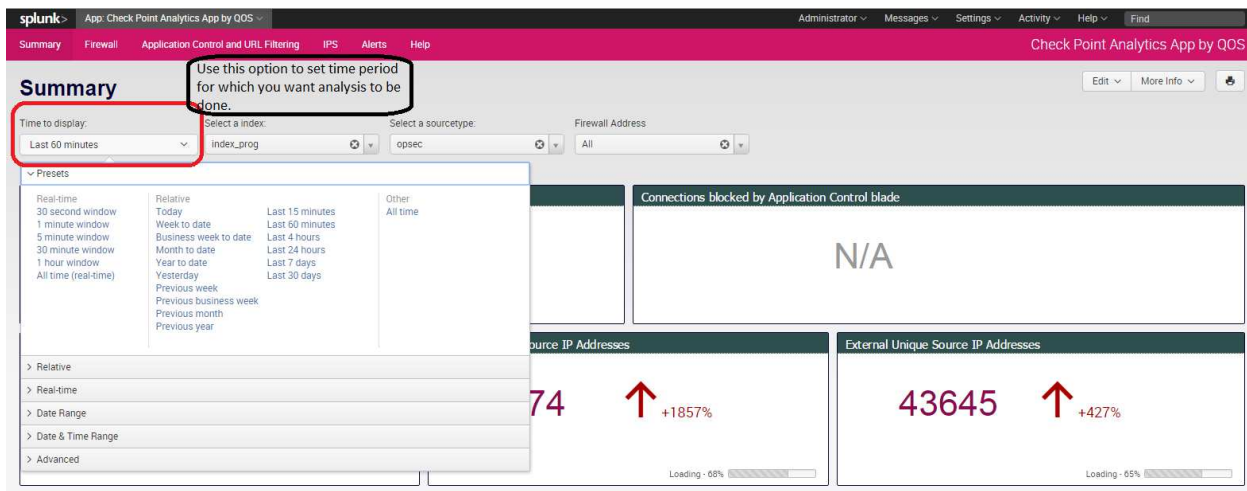 splunk> App: Check Point Analytics App by QOS Administrator Messages Settings Activity Help Find
Summary Firewall Application Control and URL Filtering IPS Alerts Help Check Point Analytics App by QOS
Use this option to set time period
for which you want analysis to be
done.
Summary Edit More Info
Time to display: Select a index: Select a sourcetype: Firewall Address
Last 60 minutes index_prog opsec All
Presets
Real-time
30 second window
1 minute window
5 minute window
30 minute window
1 hour window
All time (real-time)
Relative
Today
Week to date
Business week to date
Month to date
Year to date
Yesterday
Previous week
Previous business week
Previous month
Previous year
Last 15 minutes
Last 60 minutes
Last 4 hours
Last 24 hours
Last 7 days
Last 30 days
Other
All time
> Relative
> Real-time
> Date Range
> Date & Time Range
> Advanced
Connections blocked by Application Control blade
N/A
IP Addresses
74 +1857%
Loading - 68%
External Unique Source IP Addresses
43645 +427%
Loading - 65%